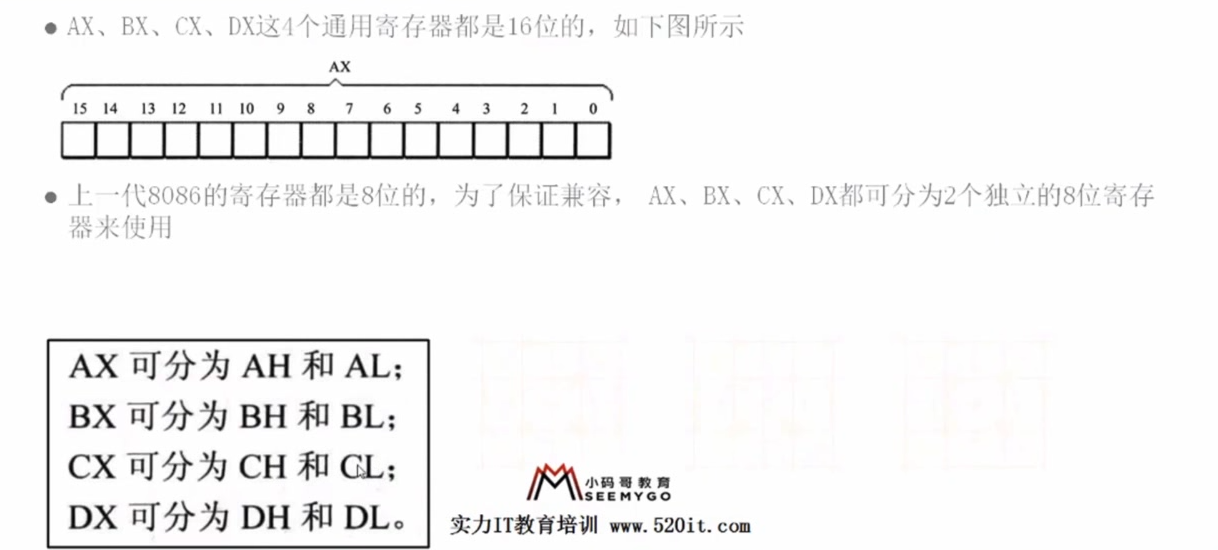 ● AX、BX、CX、DX这4个通用寄存器都是16位的，如下图所示
AX
15 14 13 12 11 10 9 8 7 6 5 4 3 2 1 0
● 上一代8086的寄存器都是8位的，为了保证兼容， AX、BX、CX、DX都可分为2个独立的8位寄存
器来使用
AX 可分为 AH 和 AL；
BX 可分为 BH 和 BL；
CX 可分为 CH 和 CL；
DX 可分为 DH 和 DL。
小码哥教育
SEEMYGO
实力IT教育培训 www.520it.com